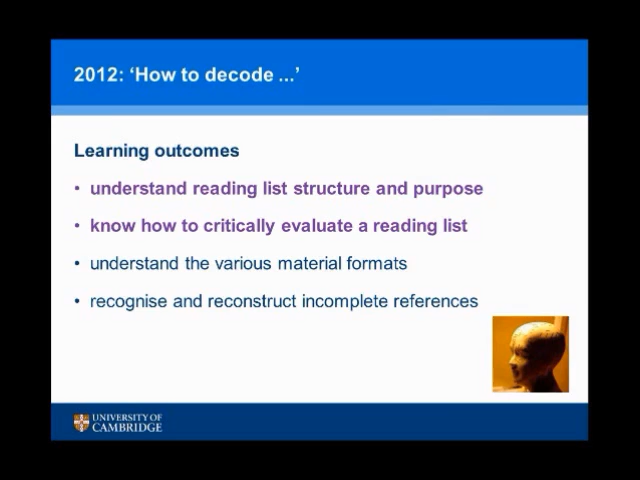 2012: ‘How to decode ...’
Learning outcomes
• understand reading list structure and purpose
• know how to critically evaluate a reading list
• understand the various material formats
• recognise and reconstruct incomplete references
UNIVERSITY OF
CAMBRIDGE